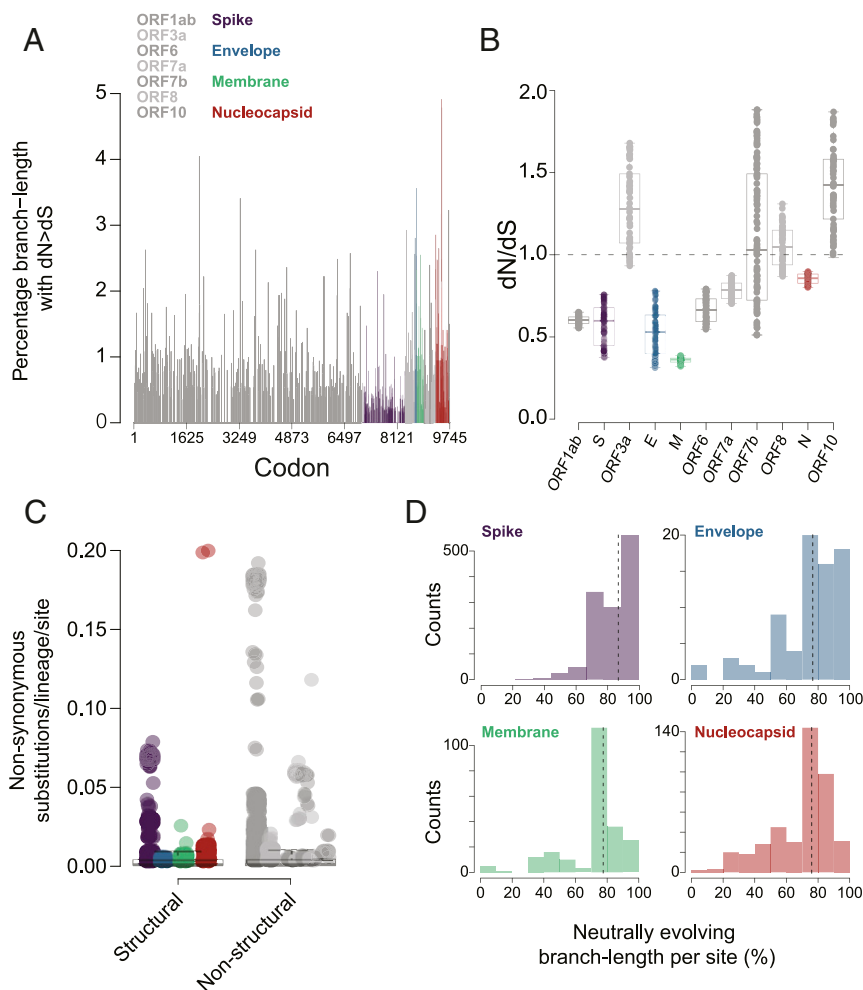 A
ORF1ab Spike
ORF3a
ORF6 Envelope
ORF7a
ORF7b Membrane
ORF8
ORF10 Nucleocapsid
Percentage branch−length
with dN>dS
5
4
3
2
1
0
1 1625 3249 4873 6497 8121 9745
Codon
B
dN/dS
2.0
1.5
1.0
0.5
0.0
ORF1ab S ORF3a E M ORF6 ORF7a ORF7b ORF8 N ORF10
C
Non-synonymous
substitutions/lineage/site
0.20
0.15
0.10
0.05
0.00
Structural Non-structural
D
Spike
Counts
500
0
0 20 40 60 80 100
Envelope
20
0
0 20 40 60 80 100
Membrane
Counts
100
0
0 20 40 60 80 100
Nucleocapsid
140
0
0 20 40 60 80 100
Neutrally evolving
branch-length per site (%)